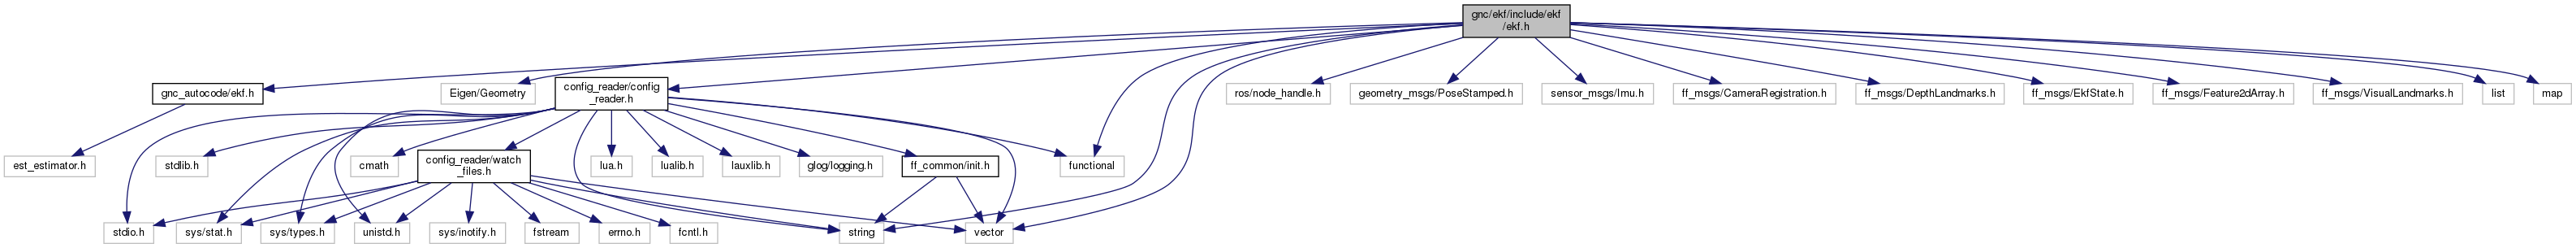 gnc/ekf/include/ekf
/ekf.h
gnc_autocode/ekf.h
Eigen/Geometry
config_reader/config
_reader.h
ros/node_handle.h
geometry_msgs/PoseStamped.h
sensor_msgs/Imu.h
ff_msgs/CameraRegistration.h
ff_msgs/DepthLandmarks.h
ff_msgs/EkfState.h
ff_msgs/Feature2dArray.h
ff_msgs/VisualLandmarks.h
list
map
est_estimator.h
stdlib.h
cmath
config_reader/watch
_files.h
lua.h
lualib.h
lauxlib.h
glog/logging.h
ff_common/init.h
functional
stdio.h
sys/stat.h
sys/types.h
unistd.h
sys/inotify.h
fstream
errno.h
fcntl.h
string
vector